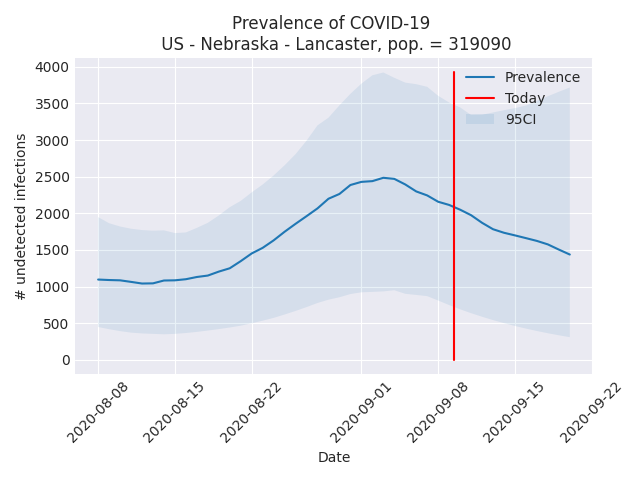 Prevalence of COVID-19
US - Nebraska - Lancaster, pop. = 319090
4000
3500
3000
2500
2000
1500
1000
500
0
# undetected infections
Prevalence
Today
95CI
2020-08-08
2020-08-15
2020-08-22
2020-09-01
2020-09-08
2020-09-15
2020-09-22
Date